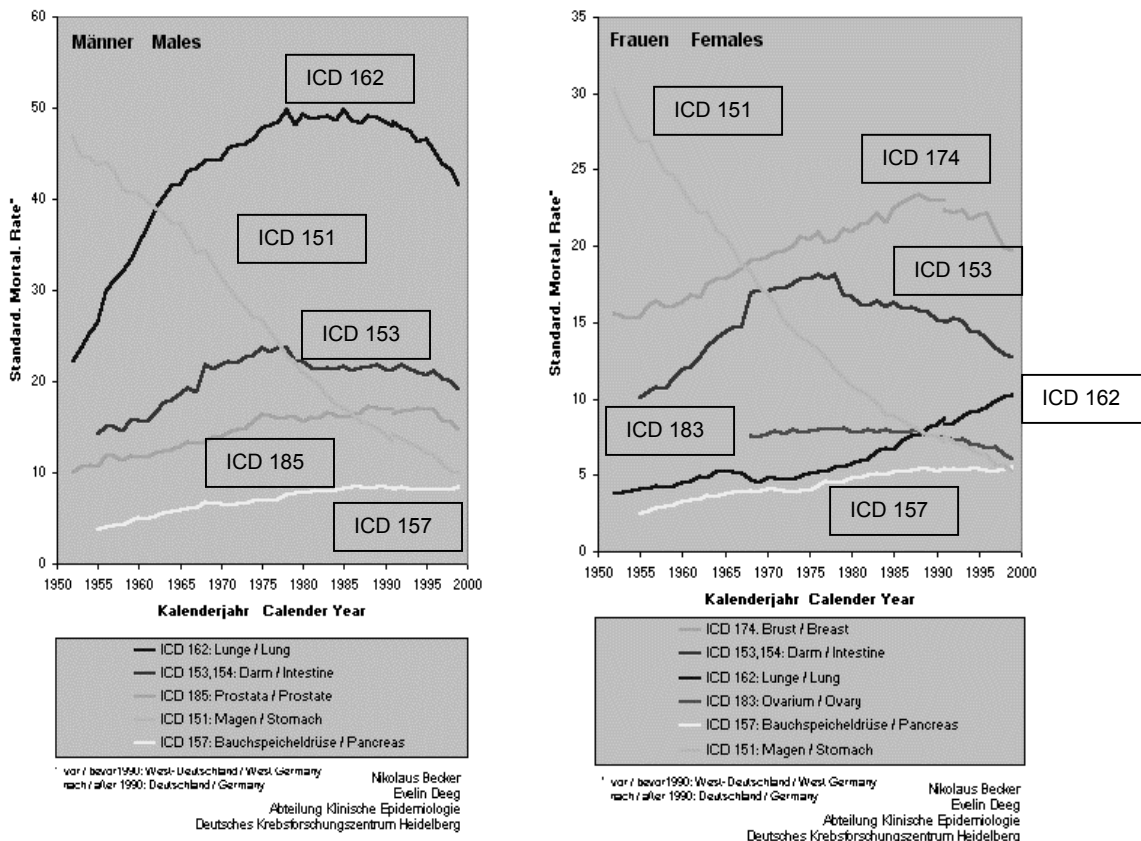 Männer Males
ICD 162
ICD 151
ICD 153
ICD 185
ICD 157
Standard. Mortal. Rate*
60
50
40
30
20
10
0
1950 1955 1960 1965 1970 1975 1980 1985 1990 1995 2000
Kalenderjahr Calender Year
ICD 162: Lunge / Lung
ICD 153,154: Darm / Intestine
ICD 185: Prostata / Prostate
ICD 151: Magen / Stomach
ICD 157: Bauchspeicheldrüse / Pancreas
* vor / bevor 1990: West-Deutschland / West Germany
nach / after 1990: Deutschland / Germany
Nikolaus Becker
Evelin Deeg
Abteilung Klinische Epidemiologie
Deutsches Krebsforschungszentrum Heidelberg
Frauen Females
ICD 151
ICD 174
ICD 153
ICD 162
ICD 183
ICD 157
Standard. Mortal. Rate*
35
30
25
20
15
10
5
0
1950 1955 1960 1965 1970 1975 1980 1985 1990 1995 2000
Kalenderjahr Calender Year
ICD 174. Brust / Breast
ICD 153,154: Darm / Intestine
ICD 162: Lunge / Lung
ICD 183: Ovarium / Ovary
ICD 157: Bauchspeicheldrüse / Pancreas
ICD 151: Magen / Stomach
* vor / bevor 1990: West-Deutschland / West Germany
nach / after 1990: Deutschland / Germany
Nikolaus Becker
Evelin Deeg
Abteilung Klinische Epidemiologie
Deutsches Krebsforschungszentrum Heidelberg